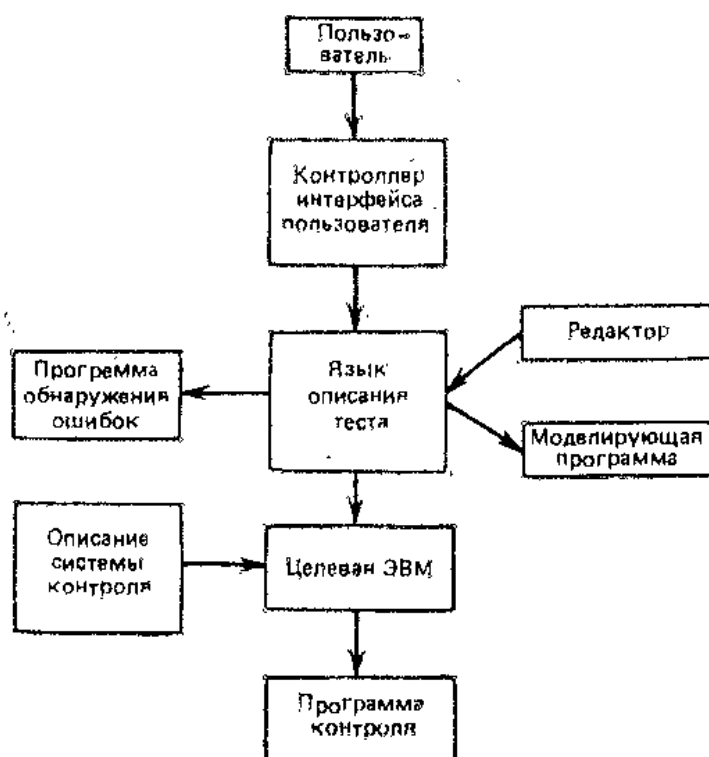 Пользо-
ватель
Контроллер
интерфейса
пользователя
Редактор
Программа
обнаружения
ошибок
Язык
описания
теста
Моделирующая
программа
Описание
системы
контроля
Целеван ЭВМ
Программа
контроля